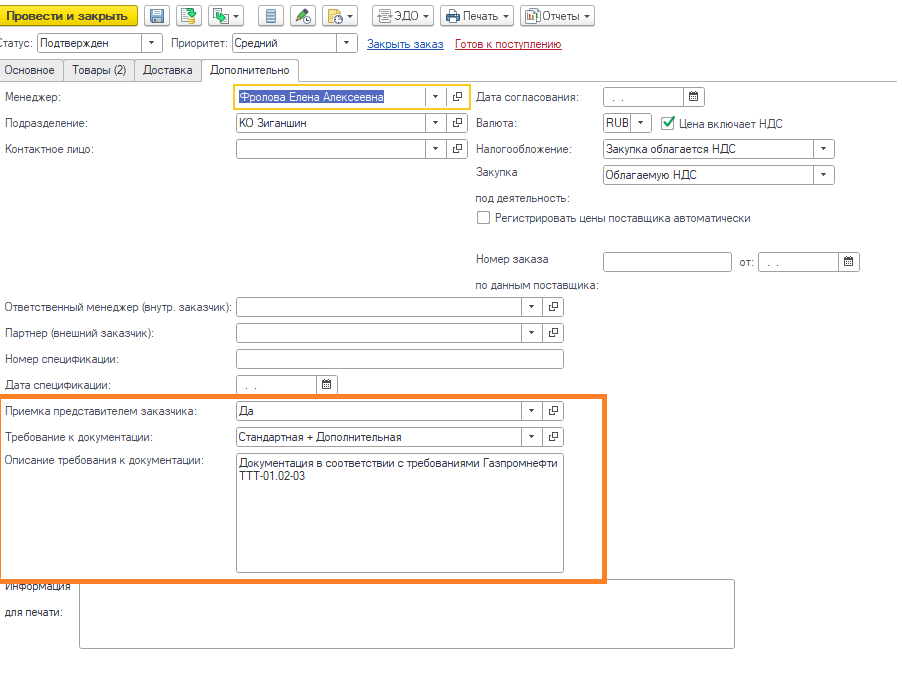 Провести и закрыть ЭДО Печать Отчеты
Статус: Подтвержден Приоритет: Средний Закрыть заказ Готов к поступлению
Основное Товары (2) Доставка Дополнительно
Менеджер: Фролова Елена Алексеевна Дата согласования: . .
Подразделение: КО Зиганшин Валюта: RUB Цена включает НДС
Контактное лицо: Налогообложение: Закупка облагается НДС
Закупка Облагаемую НДС
под деятельность:
Регистрировать цены поставщика автоматически
Номер заказа от: . .
по данным поставщика:
Ответственный менеджер (внутр. заказчик):
Партнер (внешний заказчик):
Номер спецификации:
Дата спецификации: . .
Приемка представителем заказчика: Да
Требование к документации: Стандартная + Дополнительная
Описание требования к документации: Документация в соответствии с требованиями Газпромнефти
ТТТ-01.02-03
Информация
для печати: